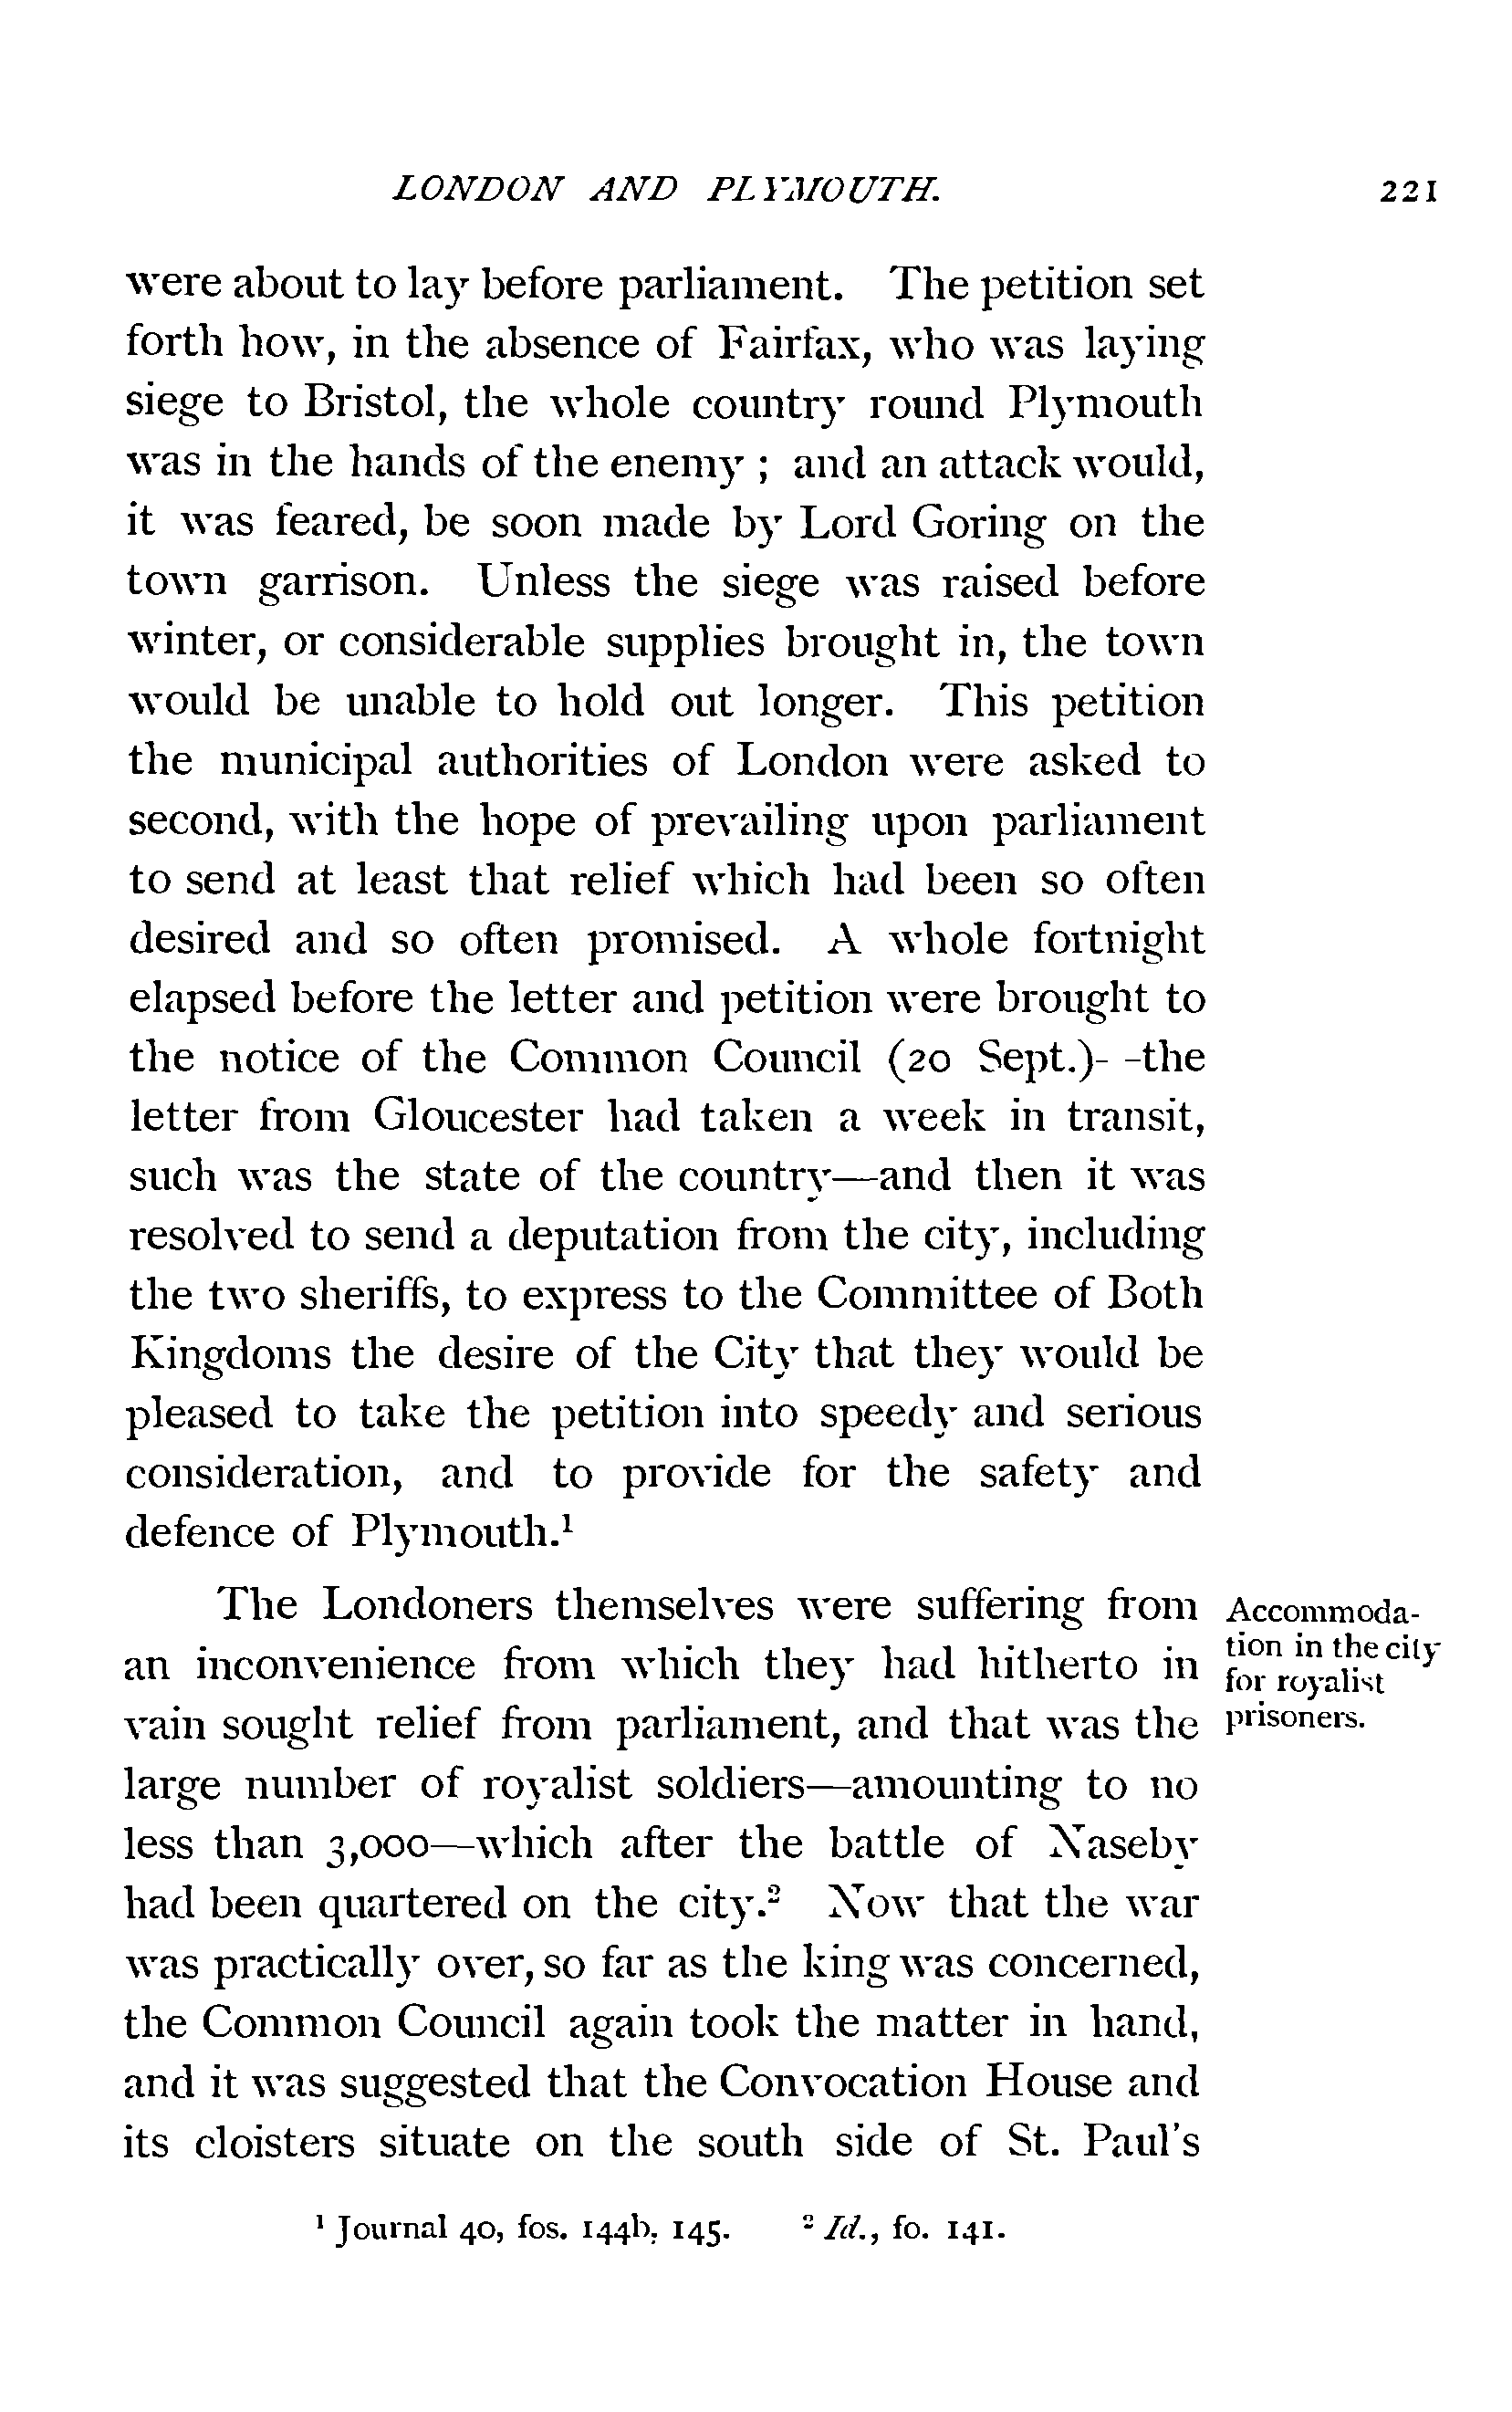 LONDON AND PLYMOUTH. 221
were about to lay before parliament. The petition set
forth how, in the absence of Fairfax, who was laying
siege to Bristol, the whole country round Plymouth
was in the hands of the enemy ; and an attack would,
it was feared, be soon made by Lord Goring on the
town garrison. Unless the siege was raised before
winter, or considerable supplies brought in, the town
would be unable to hold out longer. This petition
the municipal authorities of London were asked to
second, with the hope of prevailing upon parliament
to send at least that relief which had been so often
desired and so often promised. A whole fortnight
elapsed before the letter and petition were brought to
the notice of the Common Council (20 Sept.)--the
letter from Gloucester had taken a week in transit,
such was the state of the country—and then it was
resolved to send a deputation from the city, including
the two sheriffs, to express to the Committee of Both
Kingdoms the desire of the City that they would be
pleased to take the petition into speedy and serious
consideration, and to provide for the safety and
defence of Plymouth.¹
The Londoners themselves were suffering from
an inconvenience from which they had hitherto in
vain sought relief from parliament, and that was the
large number of royalist soldiers—amounting to no
less than 3,000—which after the battle of Naseby
had been quartered on the city.² Now that the war
was practically over, so far as the king was concerned,
the Common Council again took the matter in hand,
and it was suggested that the Convocation House and
its cloisters situate on the south side of St. Paul's
Accommoda-
tion in the city
for royalist
prisoners.
¹ Journal 40, fos. 144b, 145. ² Id., fo. 141.